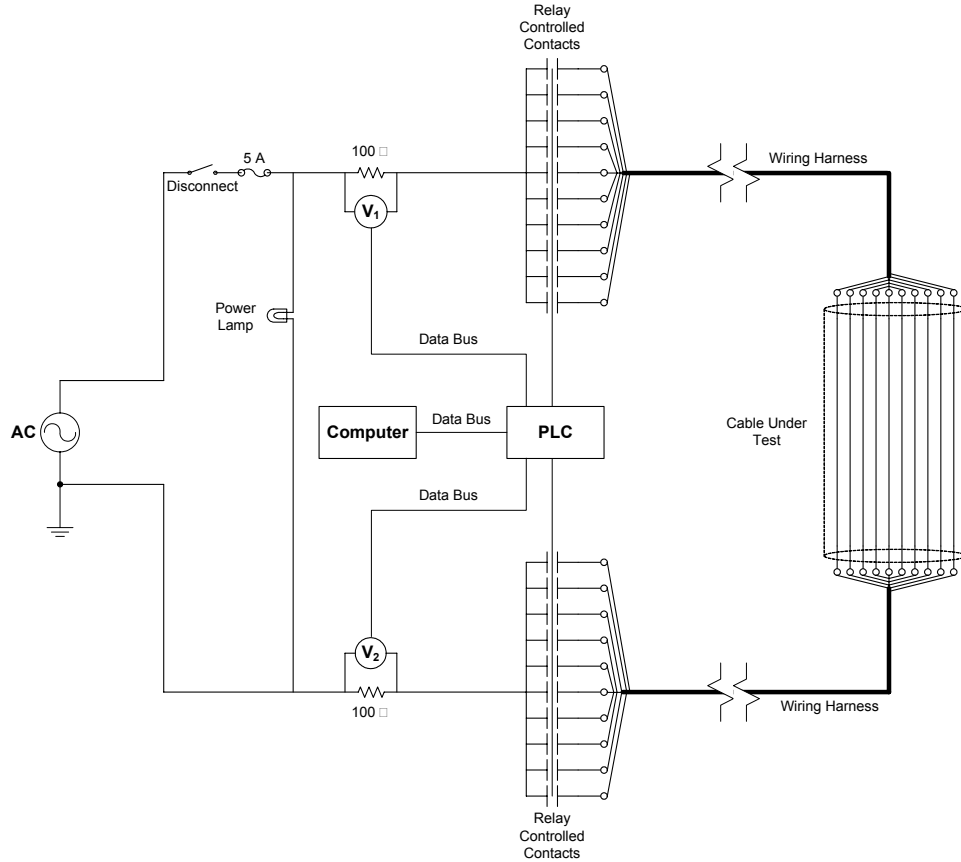 Relay
Controlled
Contacts
5 A
100 □
Wiring Harness
Disconnect
V1
Power
Lamp
Data Bus
AC
Computer
Data Bus
PLC
Cable Under
Test
Data Bus
V2
100 □
Wiring Harness
Relay
Controlled
Contacts